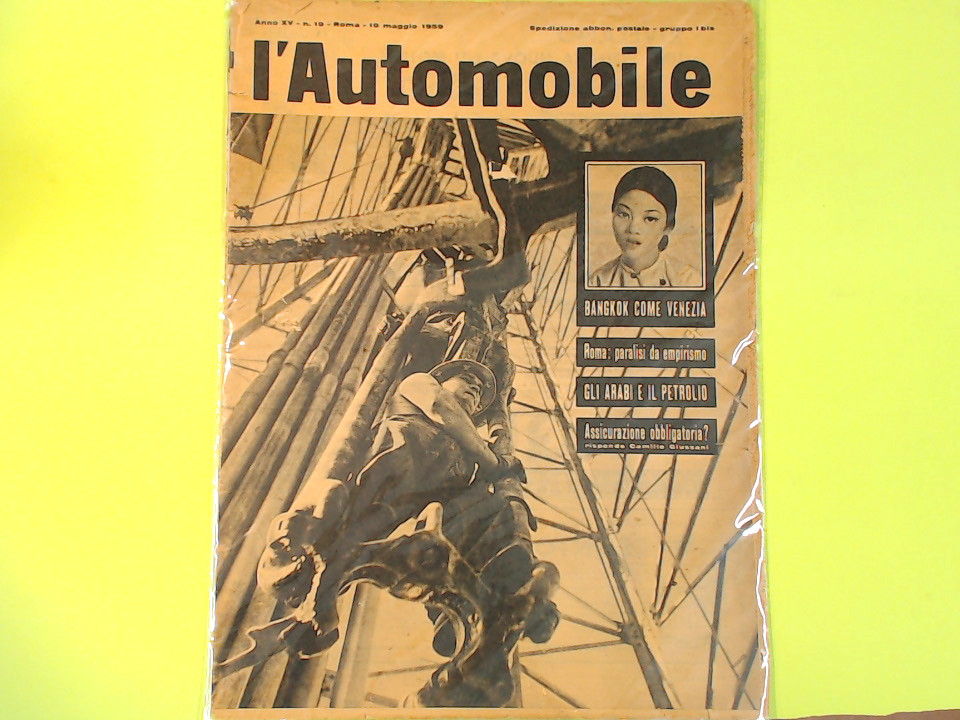 Anno XV - n. 19 - Roma - 10 maggio 1959
Spedizione abbon. postale - gruppo I bis
l'Automobile
BANGKOK COME VENEZIA
Roma: paralisi da empirismo
GLI ARABI E IL PETROLIO
Assicurazione obbligatoria?
risponde Camillo Giussani